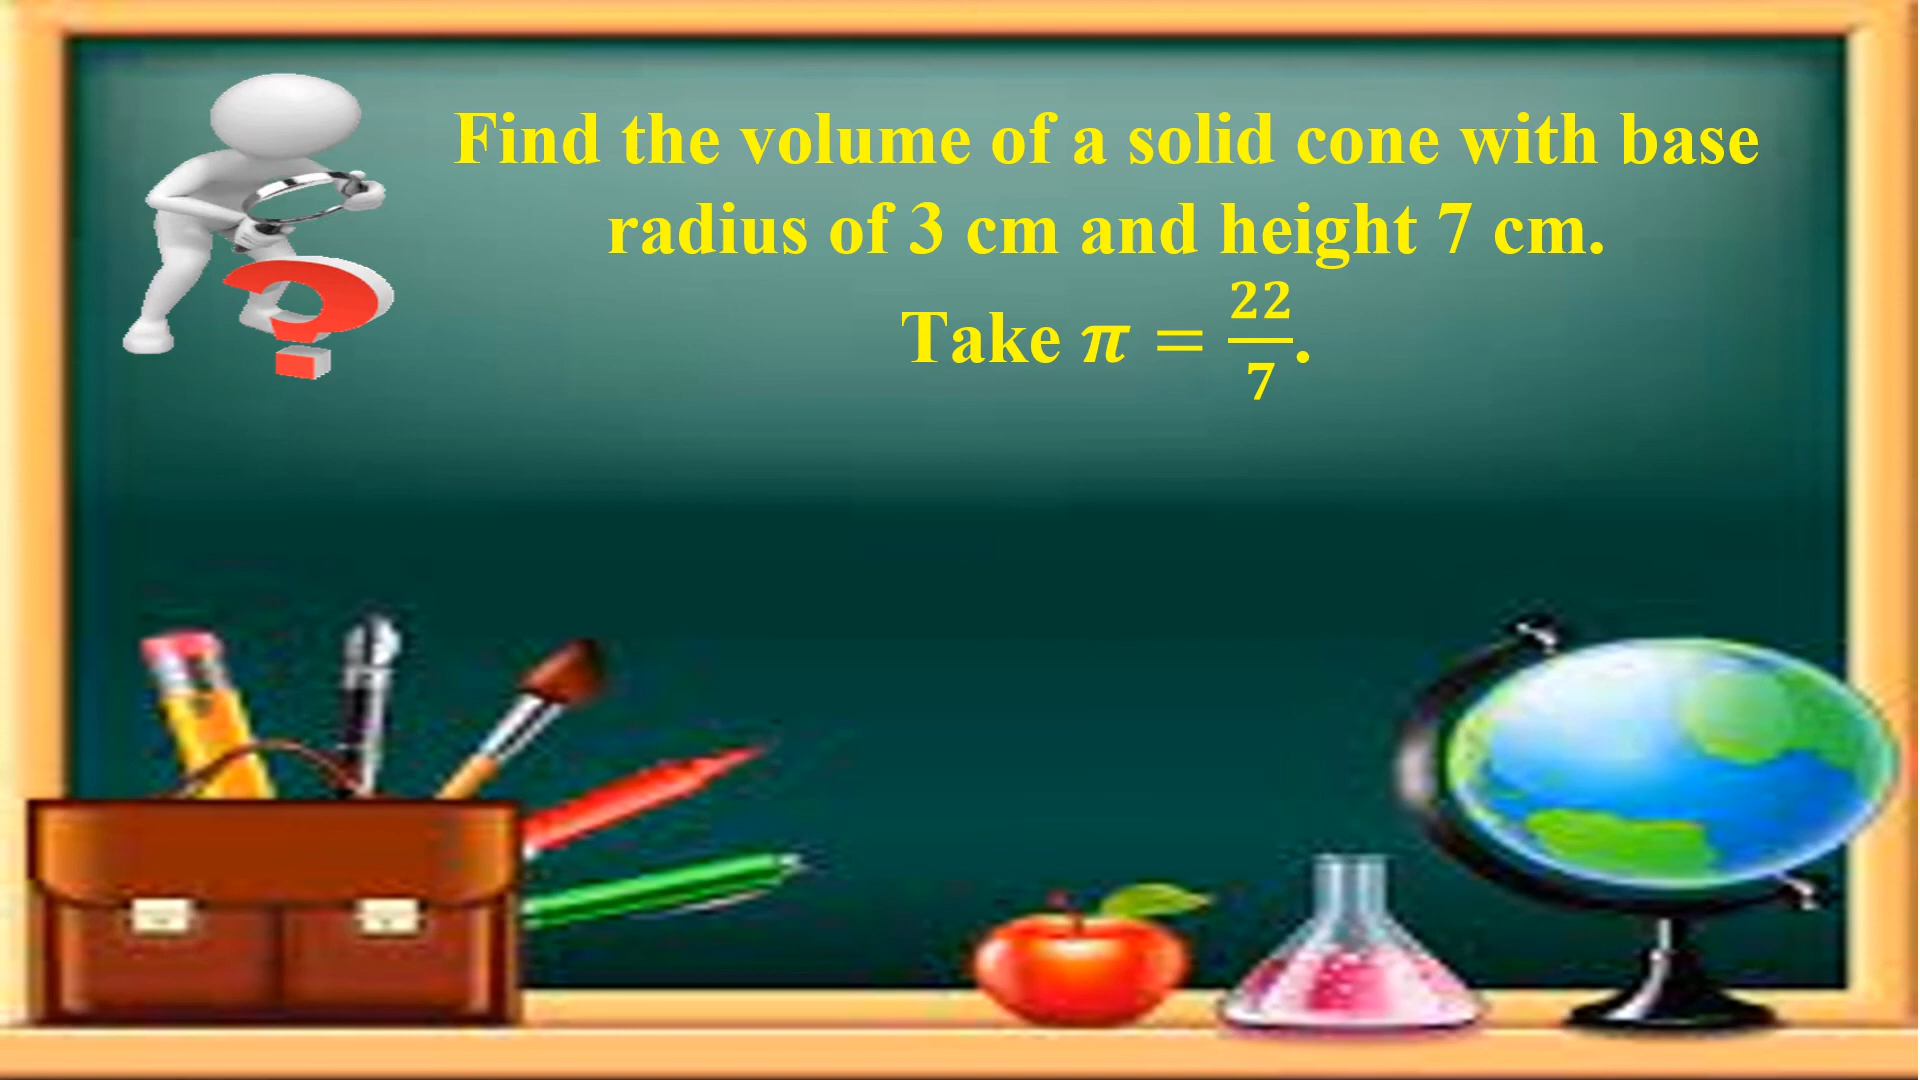 Find the volume of a solid cone with base
radius of 3 cm and height 7 cm.
Take π = 22/7.